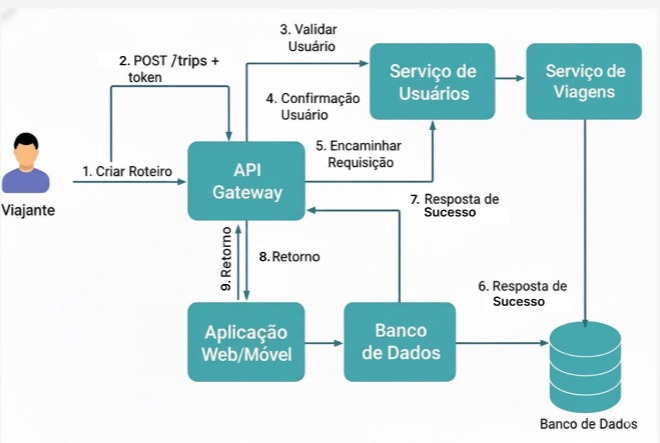 3. Validar
Usuário
2. POST /trips +
token
Serviço de
Usuários
Serviço de
Viagens
4. Confirmação
Usuário
5. Encaminhar
Requisição
1. Criar Roteiro
API
Gateway
Viajante
7. Resposta de
Sucesso
9. Retorno
8. Retorno
6. Resposta de
Sucesso
Aplicação
Web/Móvel
Banco
de Dados
Banco de Dados